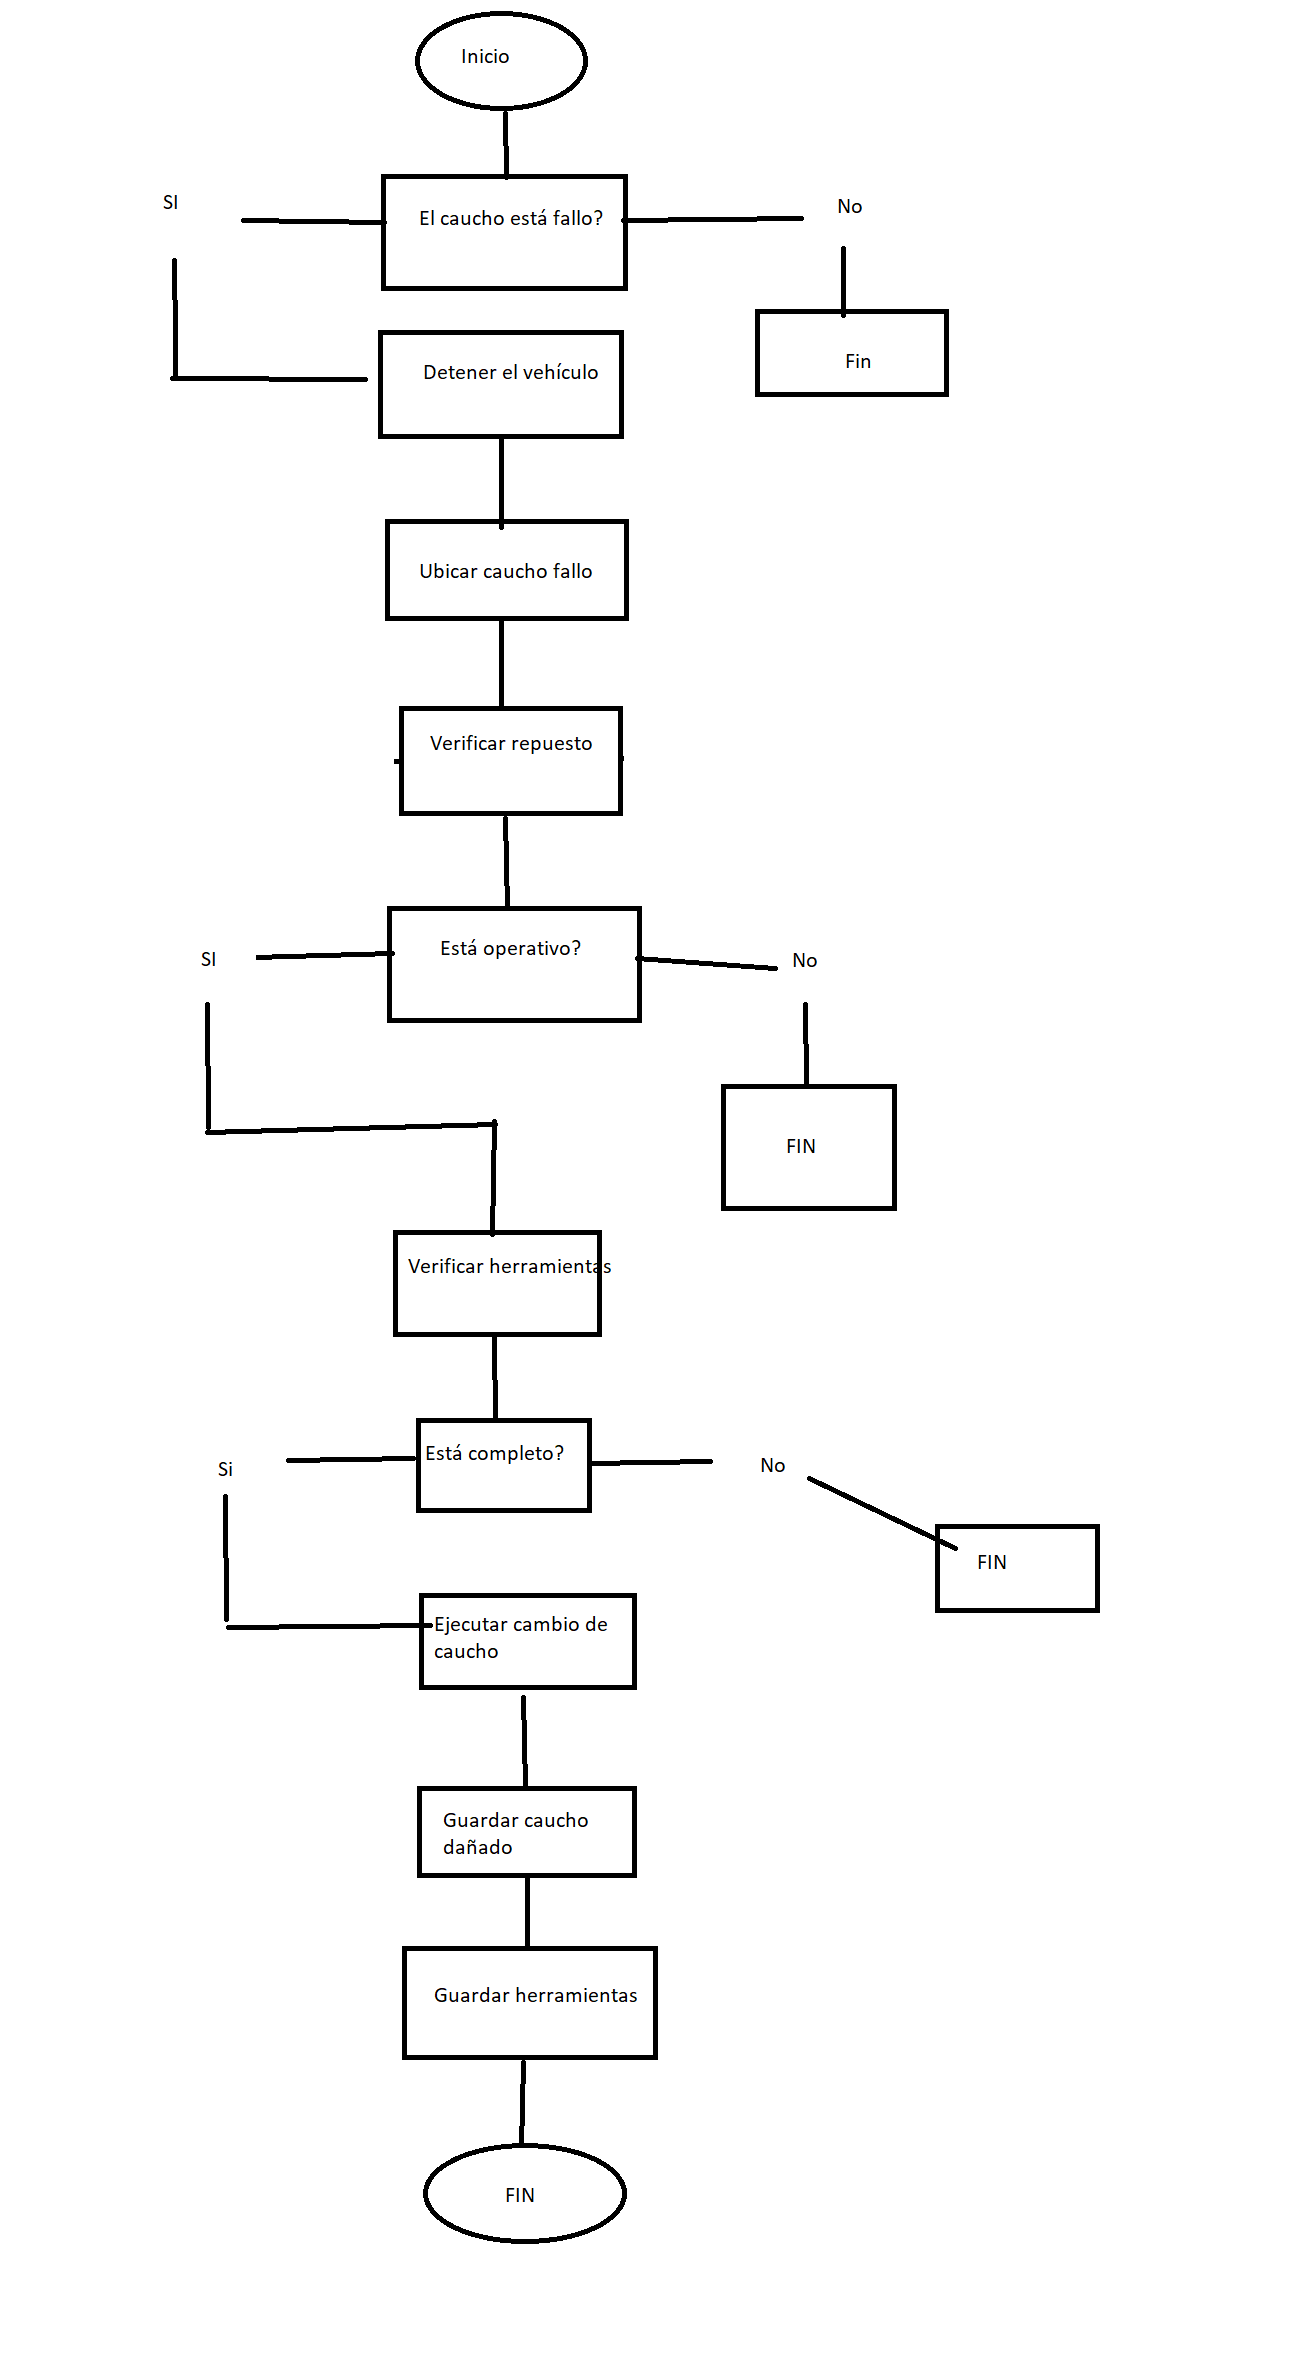 Inicio
SI
El caucho está fallo?
No
Fin
Detener el vehículo
Ubicar caucho fallo
Verificar repuesto
SI
Está operativo?
No
FIN
Verificar herramientas
Si
Está completo?
No
FIN
Ejecutar cambio de
caucho
Guardar caucho
dañado
Guardar herramientas
FIN